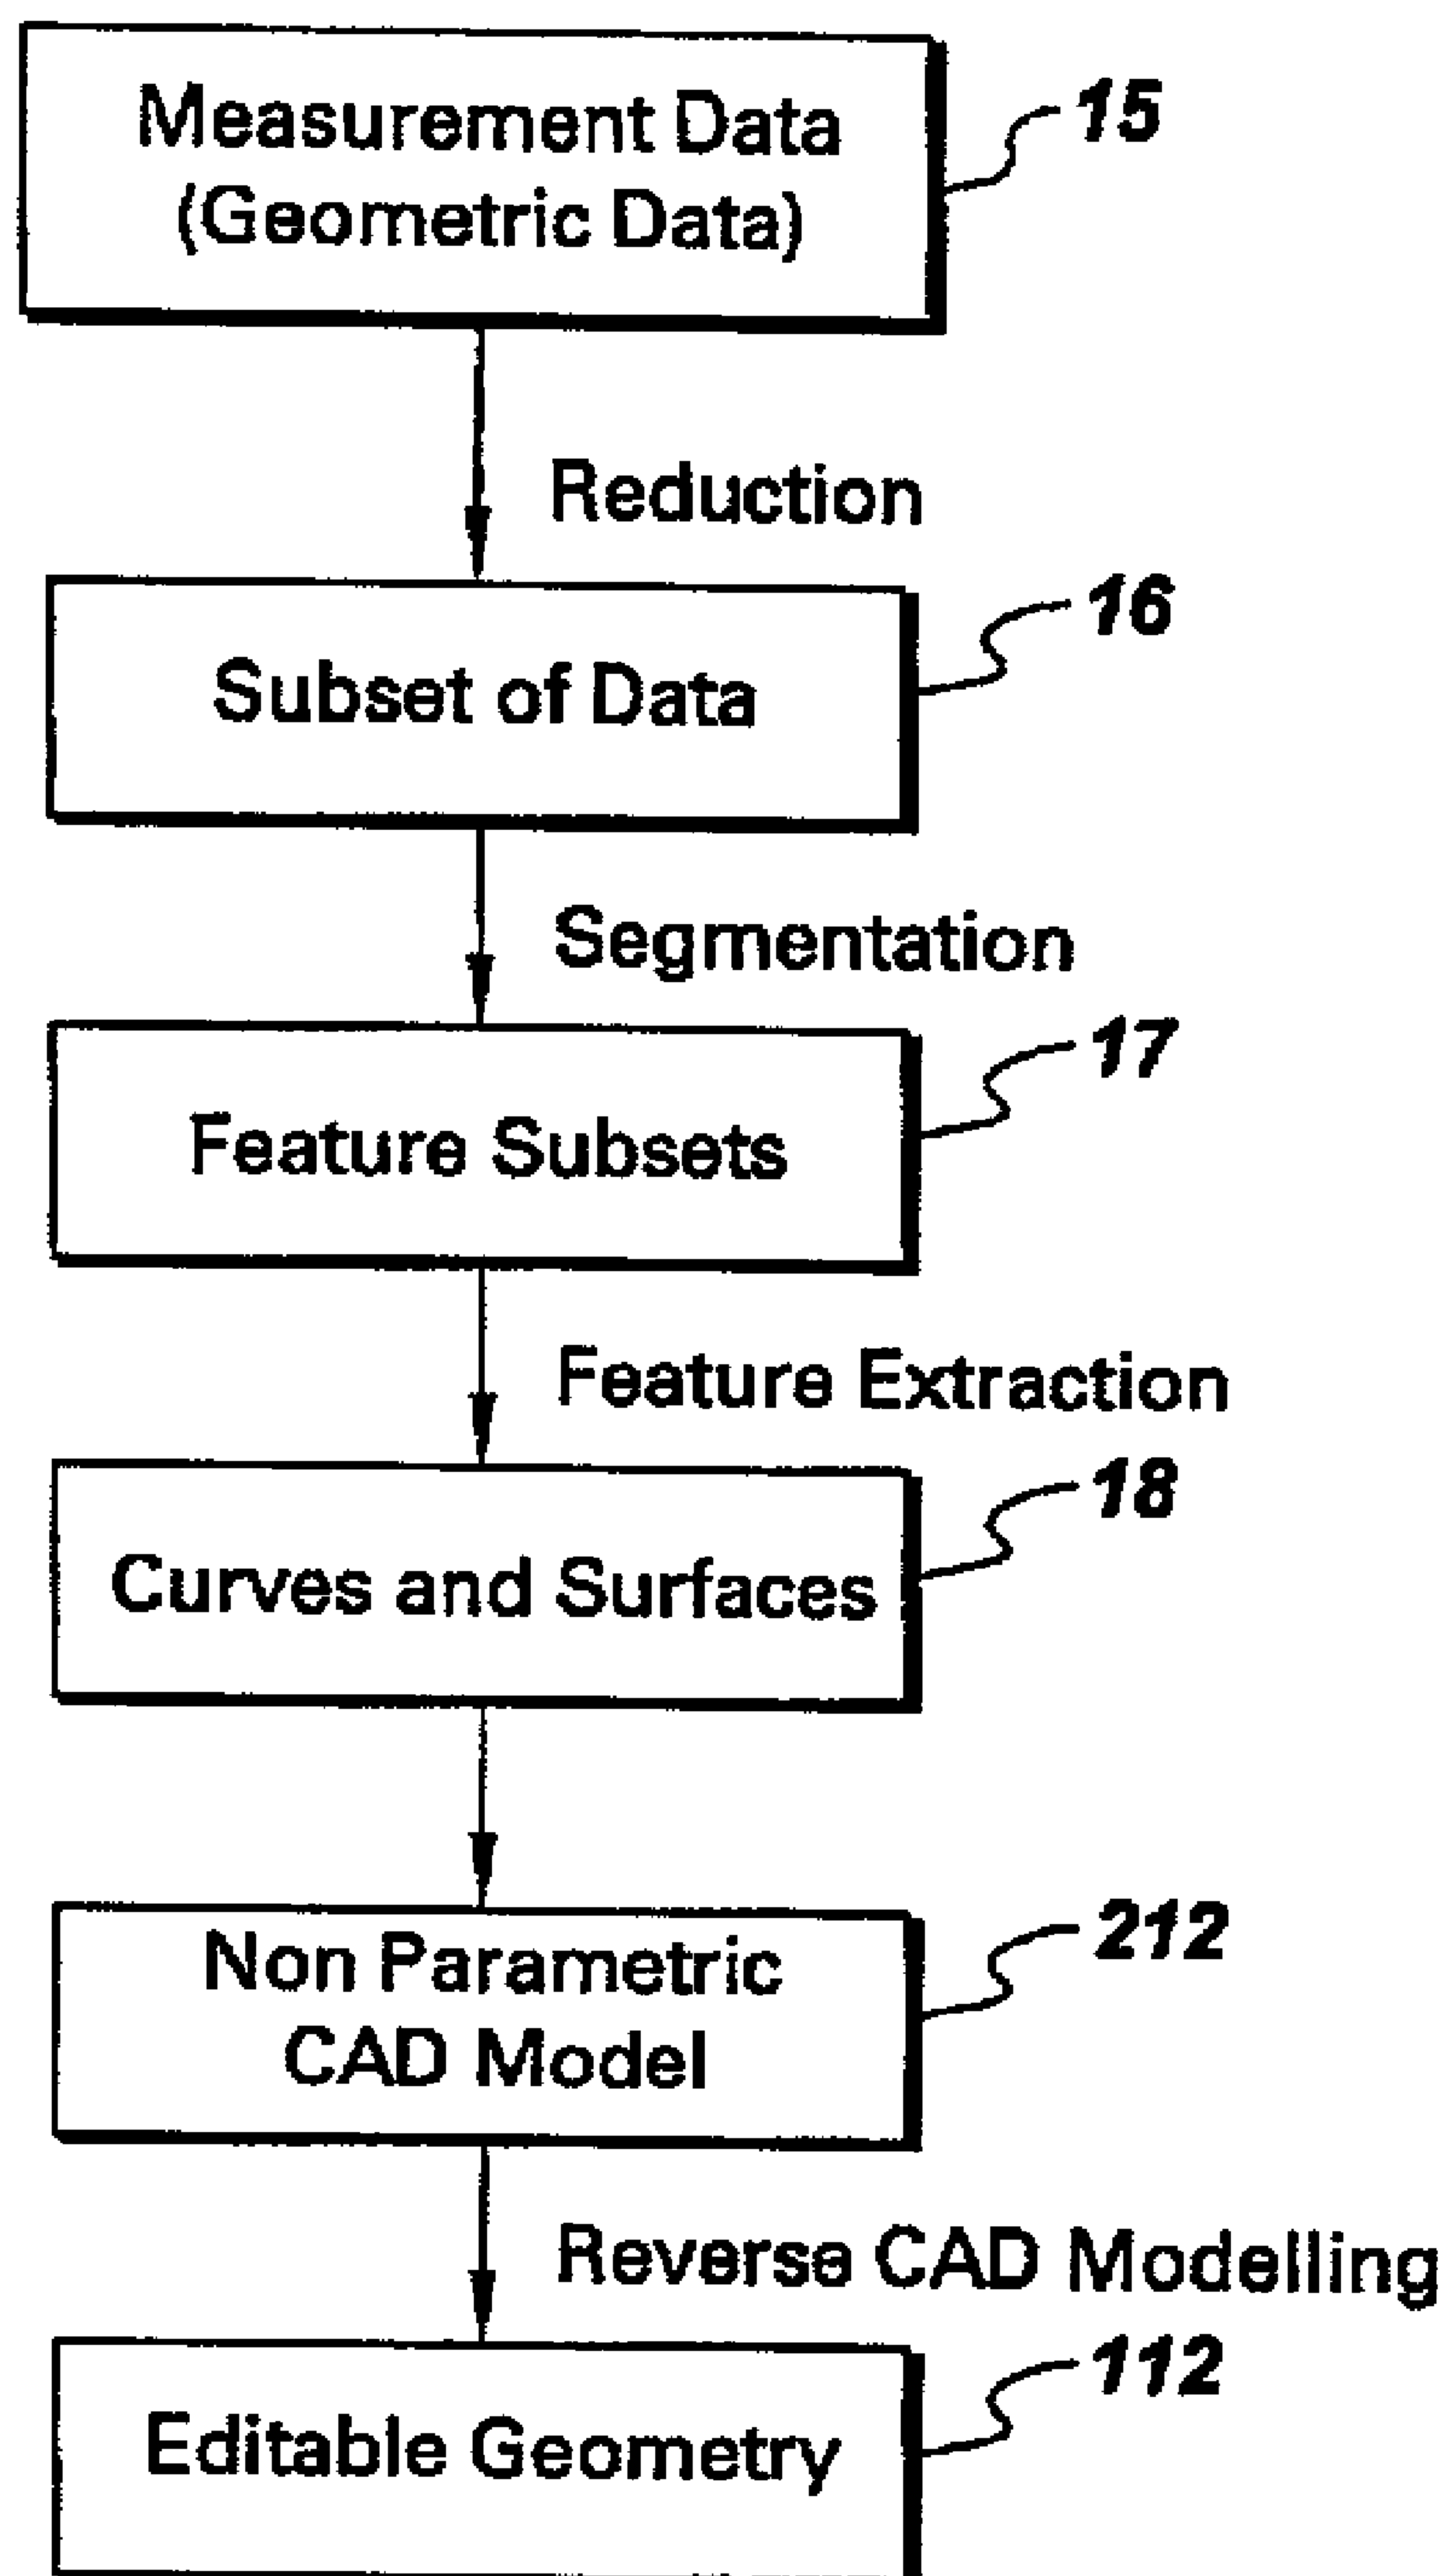 Measurement Data
(Geometric Data)
15
Reduction
Subset of Data
16
Segmentation
Feature Subsets
17
Feature Extraction
Curves and Surfaces
18
Non Parametric
CAD Model
212
Reverse CAD Modelling
Editable Geometry
112